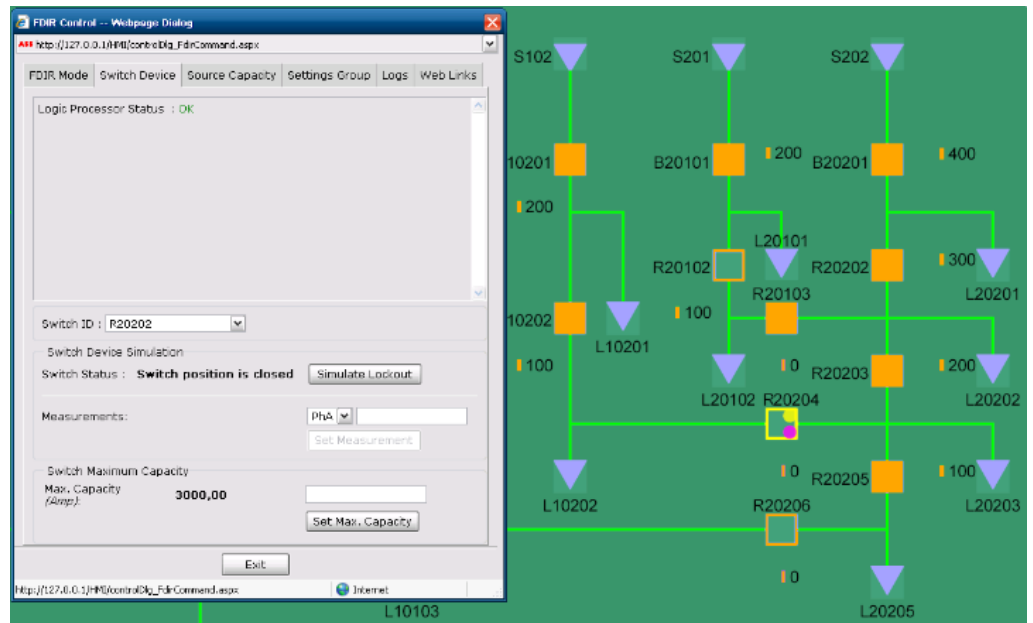 FDIR Control -- Webpage Dialog
ABB http://127.0.0.1/HMI/controlDlg_FdirCommand.aspx
FDIR Mode Switch Device Source Capacity Settings Group Logs Web Links
Logic Processor Status : OK
Switch ID : R20202
Switch Device Simulation
Switch Status : Switch position is closed Simulate Lockout
Measurements: PhA
Set Measurement
Switch Maximum Capacity
Max. Capacity
(Amp): 3000,00
Set Max. Capacity
Exit
http://127.0.0.1/HMI/controlDlg_FdirCommand.aspx Internet
S102 S201 S202
10201 B20101 200 B20201 400
200
L20101
R20102 R20202 300
R20103 L20201
10202 100
L10201
100 0 R20203 200
L20102 R20204 L20202
0 R20205 100
L10202 R20206 L20203
0
L10103 L20205